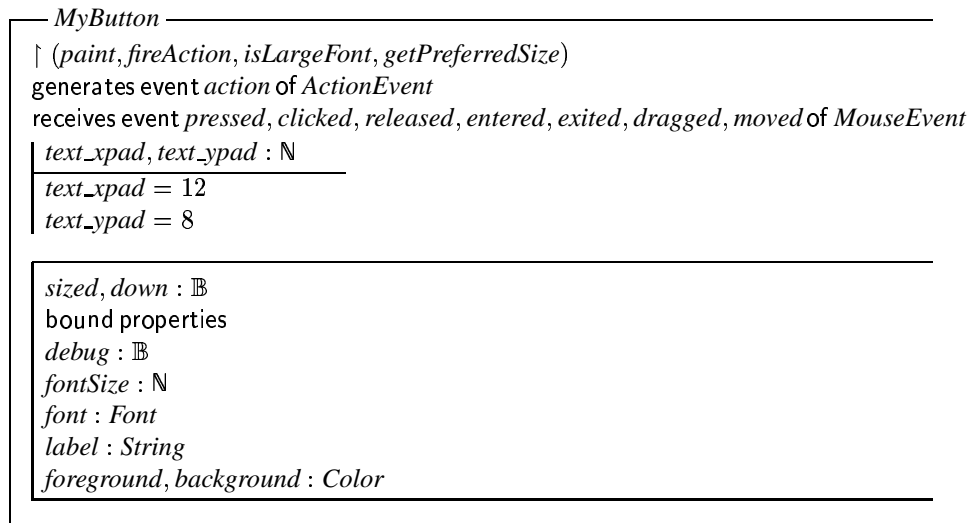 MyButton
↾ (paint, fireAction, isLargeFont, getPreferredSize)
generates event action of ActionEvent
receives event pressed, clicked, released, entered, exited, dragged, moved of MouseEvent
text_xpad, text_ypad : ℕ
text_xpad = 12
text_ypad = 8
sized, down : 𝔹
bound properties
debug : 𝔹
fontSize : ℕ
font : Font
label : String
foreground, background : Color